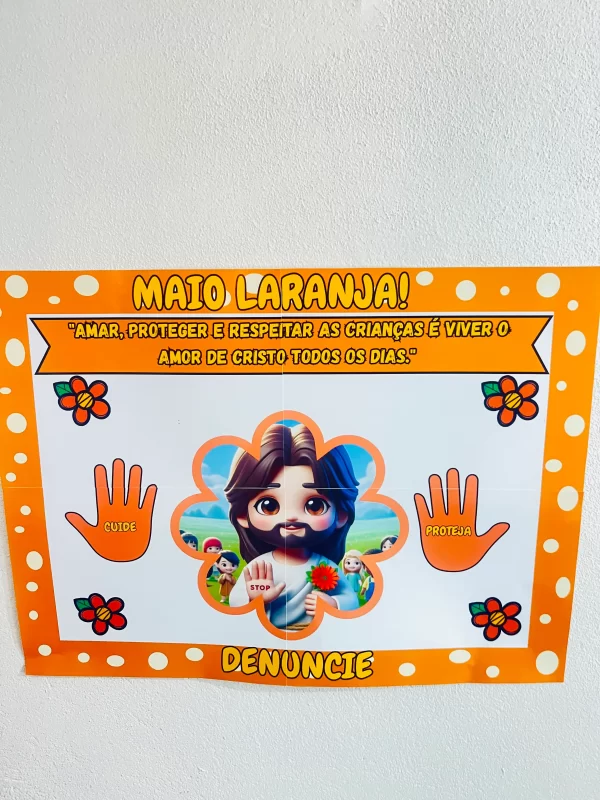 MAIO LARANJA!
"AMAR, PROTEGER E RESPEITAR AS CRIANÇAS É VIVER O
AMOR DE CRISTO TODOS OS DIAS."
CUIDE
PROTEJA
STOP
DENUNCIE